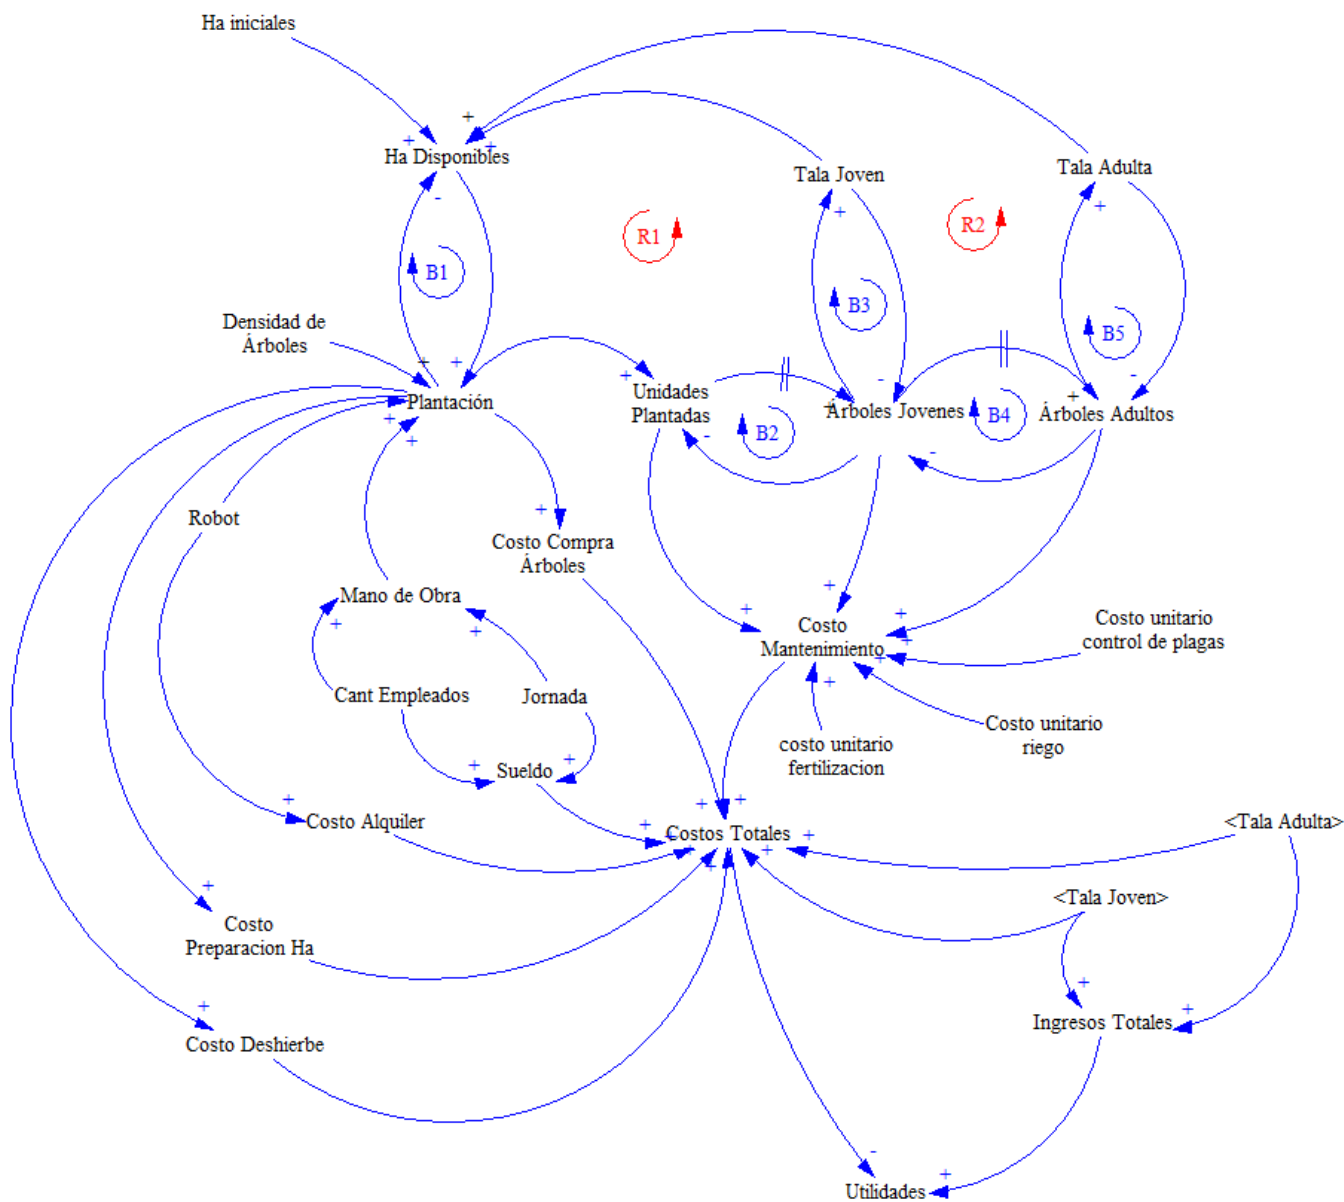 Ha iniciales
Ha Disponibles
Tala Joven
Tala Adulta
R1
R2
B1
B3
B5
Densidad de
Árboles
Plantación
Unidades
Plantadas
B2
Árboles Jovenes
B4
Árboles Adultos
Robot
Costo Compra
Árboles
Mano de Obra
Costo
Mantenimiento
Costo unitario
control de plagas
Cant Empleados
Jornada
Costo unitario
riego
costo unitario
fertilizacion
Sueldo
Costo Alquiler
Costos Totales
<Tala Adulta>
<Tala Joven>
Costo
Preparacion Ha
Ingresos Totales
Costo Deshierbe
Utilidades